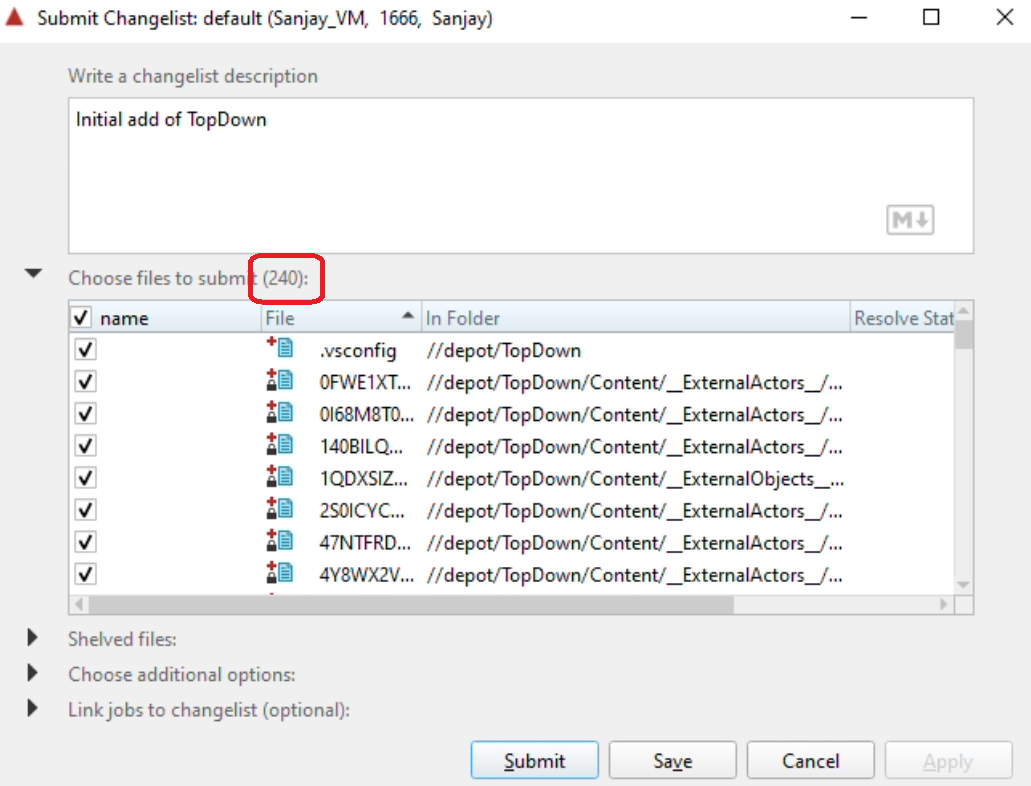 Submit Changelist: default (Sanjay_VM, 1666, Sanjay)
Write a changelist description
Initial add of TopDown
M
Choose files to submit (240):
name File In Folder Resolve Stat
.vsconfig //depot/TopDown
0FWE1XT... //depot/TopDown/Content/__ExternalActors__/...
0I68M8T0... //depot/TopDown/Content/__ExternalActors__/...
140BILQ... //depot/TopDown/Content/__ExternalActors__/...
1QDXSIZ... //depot/TopDown/Content/__ExternalObjects__...
2S0ICYC... //depot/TopDown/Content/__ExternalActors__/...
47NTFRD... //depot/TopDown/Content/__ExternalActors__/...
4Y8WX2V... //depot/TopDown/Content/__ExternalActors__/...
Shelved files:
Choose additional options:
Link jobs to changelist (optional):
Submit Save Cancel Apply